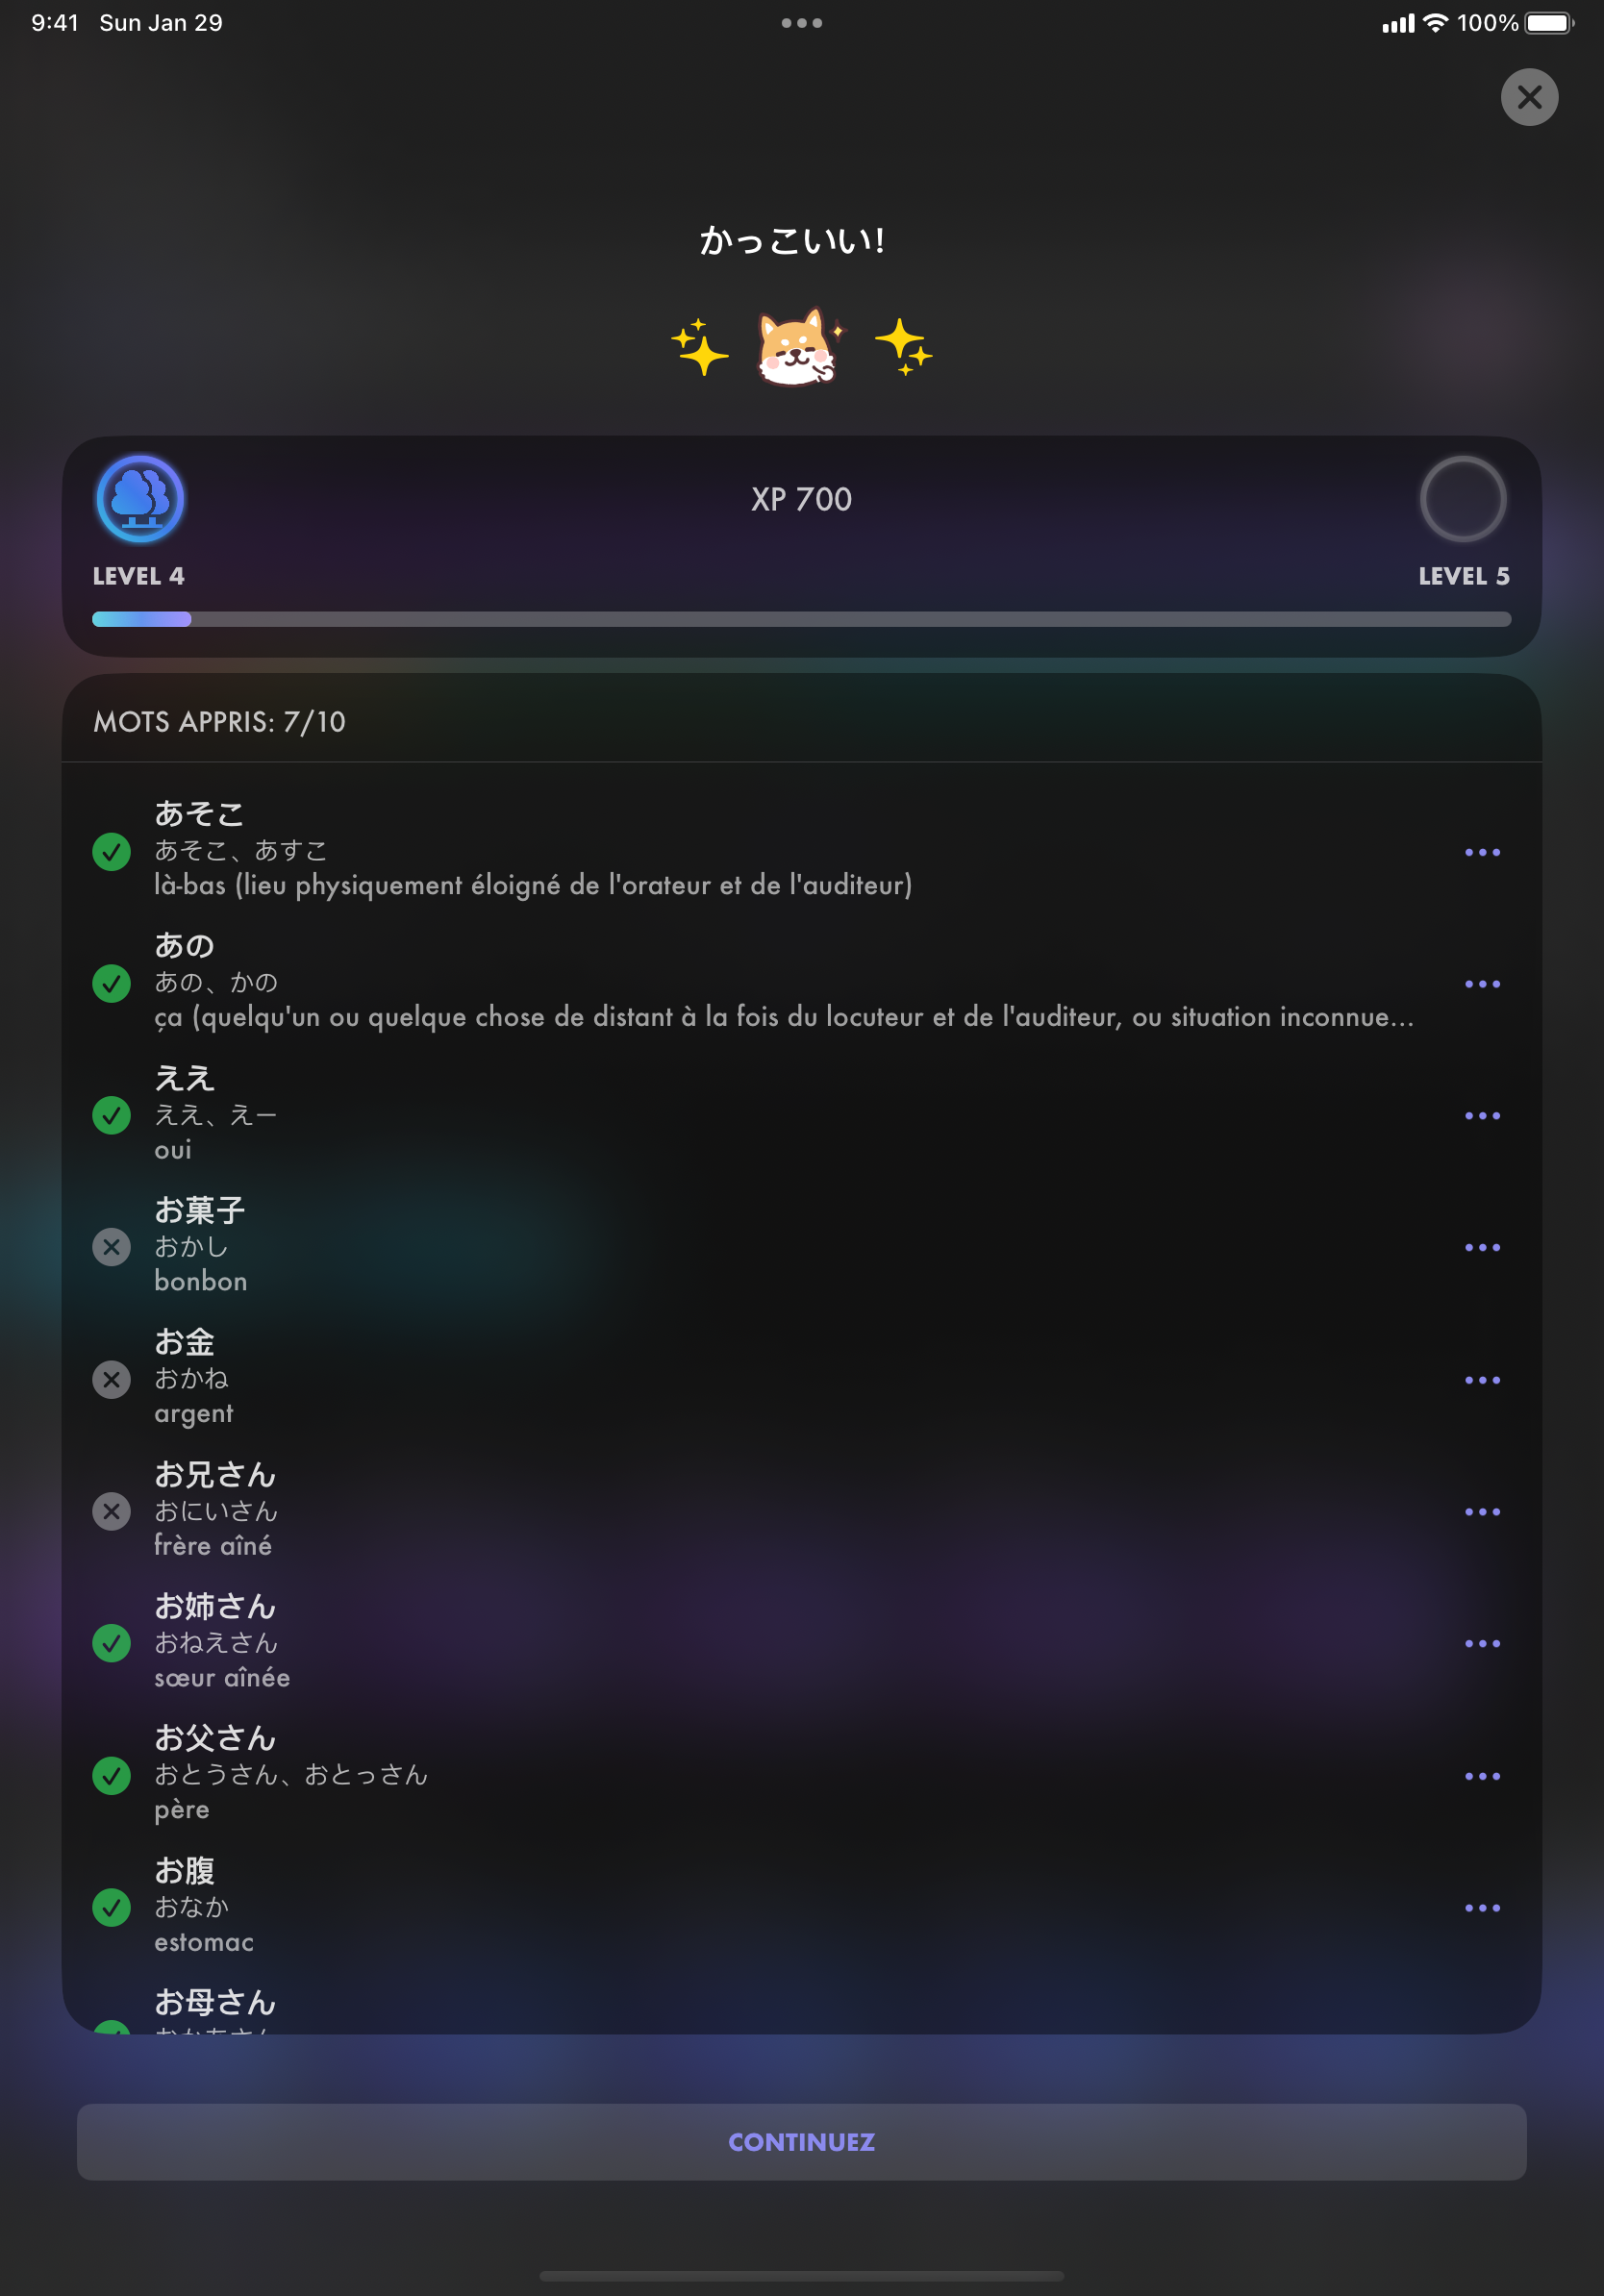 9:41 Sun Jan 29
100%
かっこいい!
XP 700
LEVEL 4
LEVEL 5
MOTS APPRIS: 7/10
あそこ
あそこ、あすこ
là-bas (lieu physiquement éloigné de l'orateur et de l'auditeur)
あの
あの、かの
ça (quelqu'un ou quelque chose de distant à la fois du locuteur et de l'auditeur, ou situation inconnue...
ええ
ええ、えー
oui
お菓子
おかし
bonbon
お金
おかね
argent
お兄さん
おにいさん
frère aîné
お姉さん
おねえさん
sœur aînée
お父さん
おとうさん、おとっさん
père
お腹
おなか
estomac
お母さん
CONTINUEZ